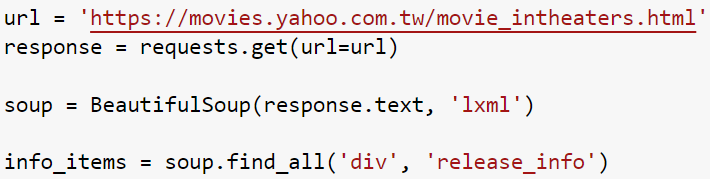 url = 'https://movies.yahoo.com.tw/movie_intheaters.html'
response = requests.get(url=url)
soup = BeautifulSoup(response.text, 'lxml')
info_items = soup.find_all('div', 'release_info')